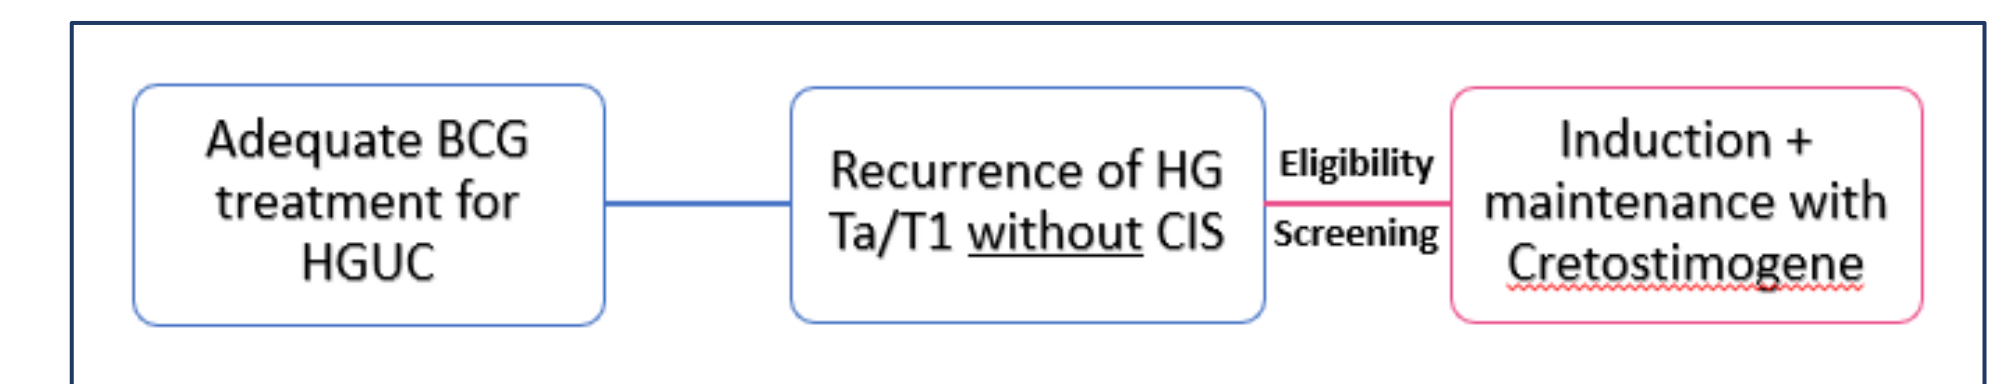 Adequate BCG
treatment for
HGUC
Recurrence of HG
Ta/T1 without CIS
Eligibility
Screening
Induction +
maintenance with
Cretostimogene